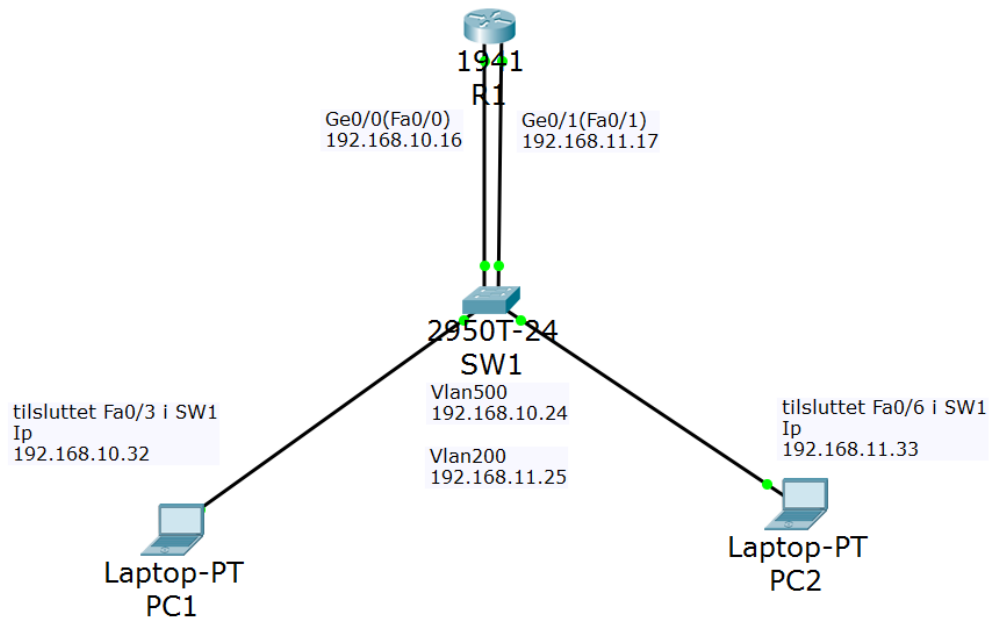 1941
R1
Ge0/0(Fa0/0)
192.168.10.16
Ge0/1(Fa0/1)
192.168.11.17
2950T-24
SW1
Vlan500
192.168.10.24
Vlan200
192.168.11.25
tilsluttet Fa0/3 i SW1
Ip
192.168.10.32
tilsluttet Fa0/6 i SW1
Ip
192.168.11.33
Laptop-PT
PC1
Laptop-PT
PC2